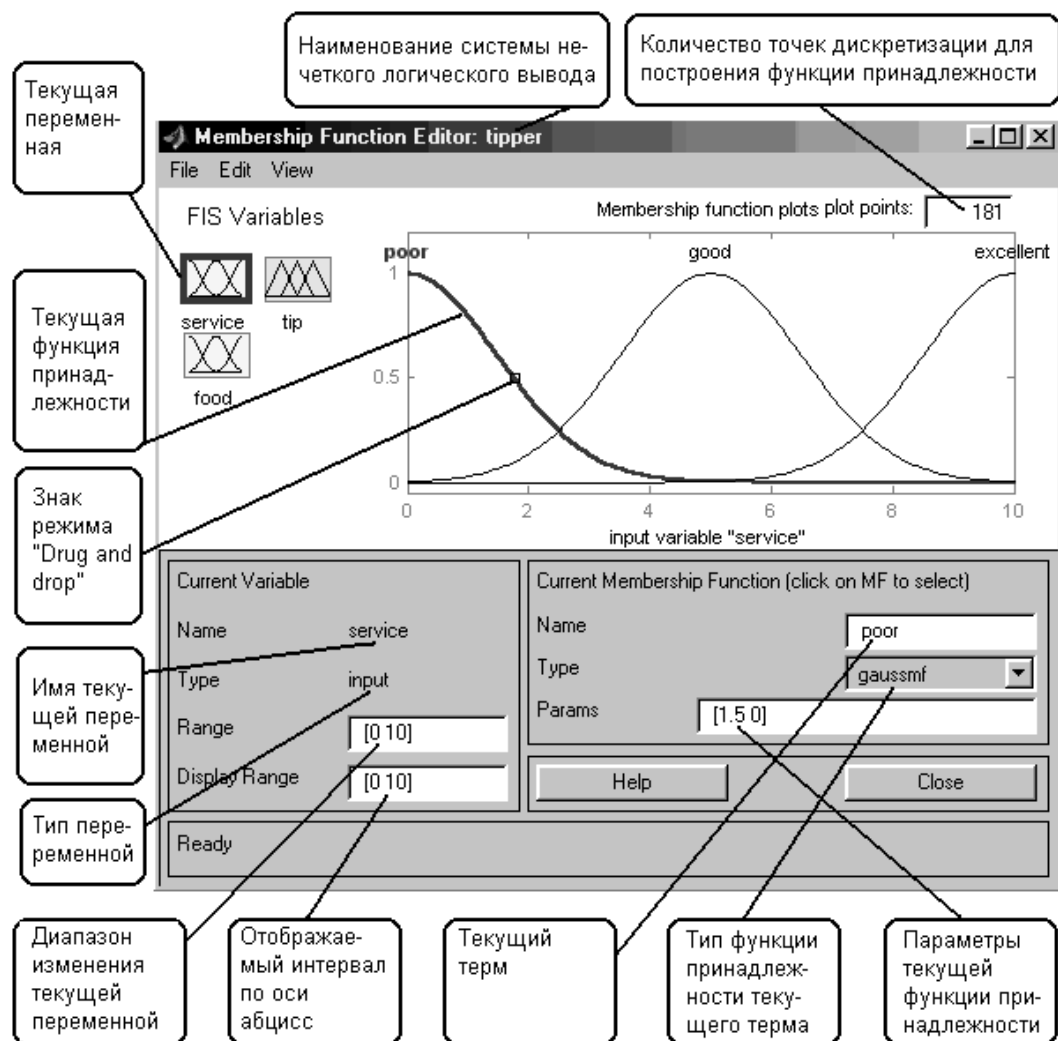 Наименование системы не-
четкого логического вывода
Количество точек дискретизации для
построения функции принадлежности
Текущая
перемен-
ная
Membership Function Editor: tipper
File Edit View
FIS Variables
Membership function plots plot points:
181
poor
good
excellent
1
0.5
0
0
2
4
6
8
10
input variable "service"
service
tip
food
Текущая
функция
принад-
лежности
Знак
режима
"Drug and
drop"
Имя теку-
щей пере-
менной
Тип пере-
ременной
Current Variable
Name
service
Type
input
Range
[0 10]
Display Range
[0 10]
Current Membership Function (click on MF to select)
Name
poor
Type
gaussmf
Params
[1.5 0]
Help
Close
Ready
Диапазон
изменения
текущей
переменной
Отображае-
мый интервал
по оси
абцисс
Текущий
терм
Тип функции
принадлеж-
ности теку-
щего терма
Параметры
текущей
функции при-
надлежности